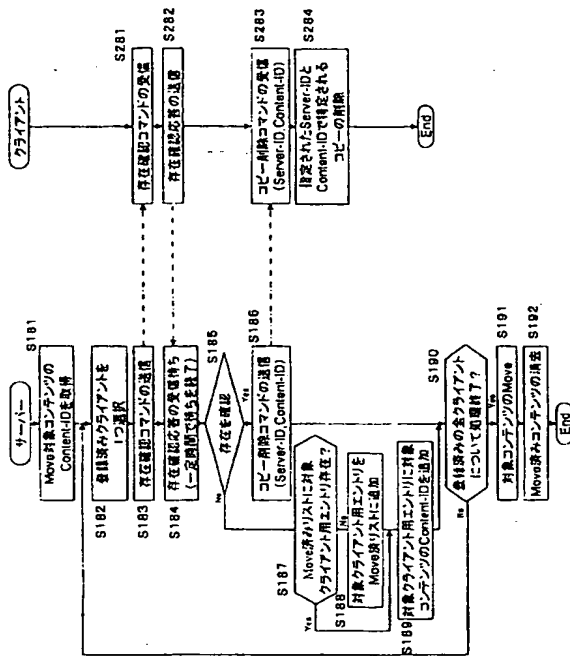 サーバー
S181
Move対象コンテンツの
Content-IDを取得
S182
登録済みクライアントを
1つ選択
S183
存在確認コマンドの送信
S184
存在確認応答の受信待ち
(一定時間で待ちを終了)
S185
存在を確認
Yes
No
S186
コピー削除コマンドの送信
(Server-ID,Content-ID)
S187
Move済みリストに対象
クライアント用エントリ存在?
Yes
No
S188
対象クライアント用エントリを
Move済リストに追加
S189
対象クライアント用エントリに対象
コンテンツのContent-IDを追加
S190
登録済みの全クライアント
について処理終了?
No
Yes
S191
対象コンテンツのMove
S192
Move済みコンテンツの消去
End
クライアント
S281
存在確認コマンドの受信
S282
存在確認応答の送信
S283
コピー削除コマンドの受信
(Server-ID,Content-ID)
S284
指定されたServer-IDと
Content-IDで指定される
コピーの削除
End